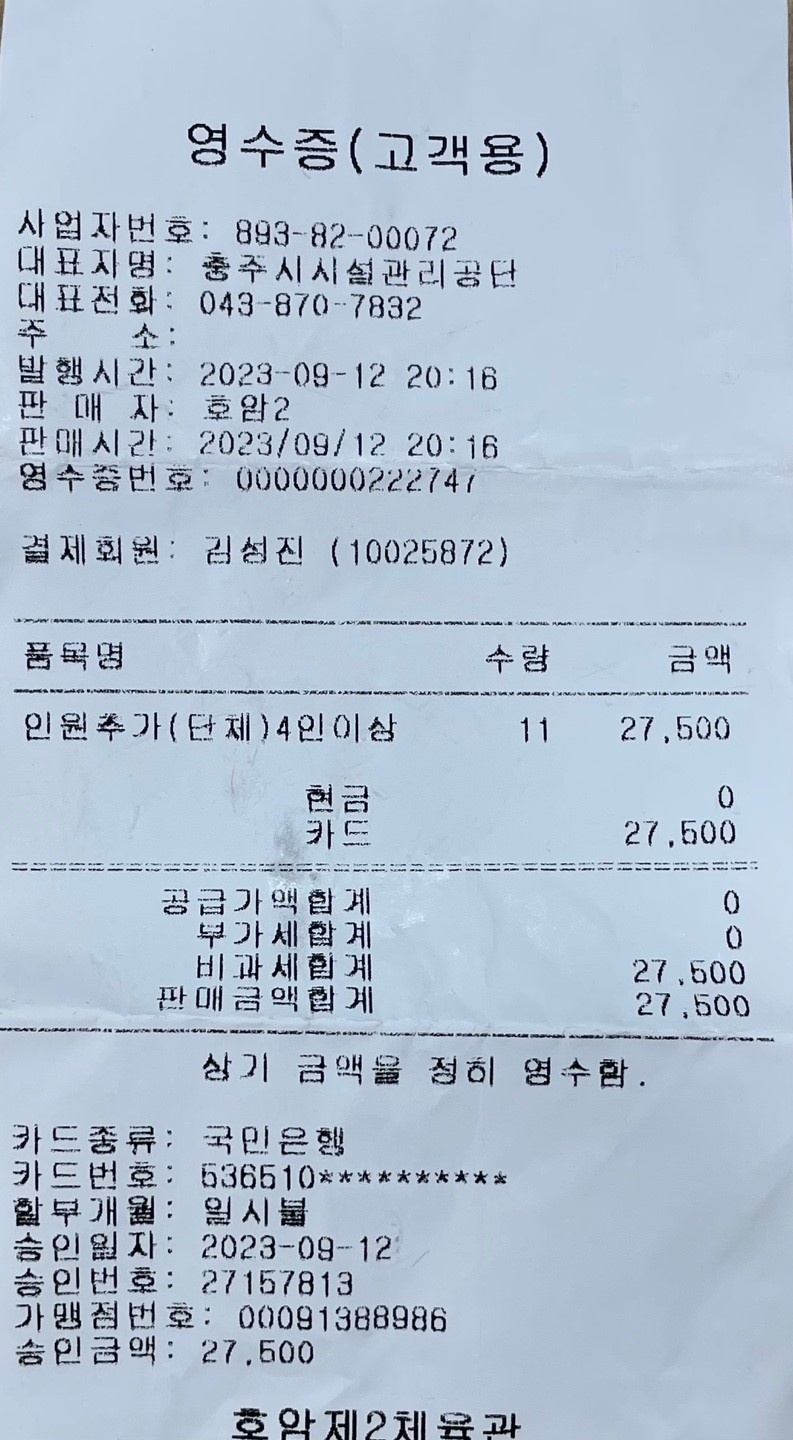 영수증(고객용)
사업자번호: 893-82-00072
대표자명: 충주시시설관리공단
대표전화: 043-870-7832
주 소:
발행시간: 2023-09-12 20:16
판 매 자: 호암2
판매시간: 2023/09/12 20:16
영수증번호: 0000000222747
결제회원: 김성진 (10025872)
품목명 수량 금액
인원추가(단체)4인이상 11 27,500
현금 0
카드 27,500
공급가액합계 0
부가세합계 0
비과세합계 27,500
판매금액합계 27,500
상기 금액을 정히 영수함.
카드종류: 국민은행
카드번호: 536510**********
할부개월: 일시불
승인일자: 2023-09-12
승인번호: 27157813
가맹점번호: 00091388986
승인금액: 27,500
호암제2체육관